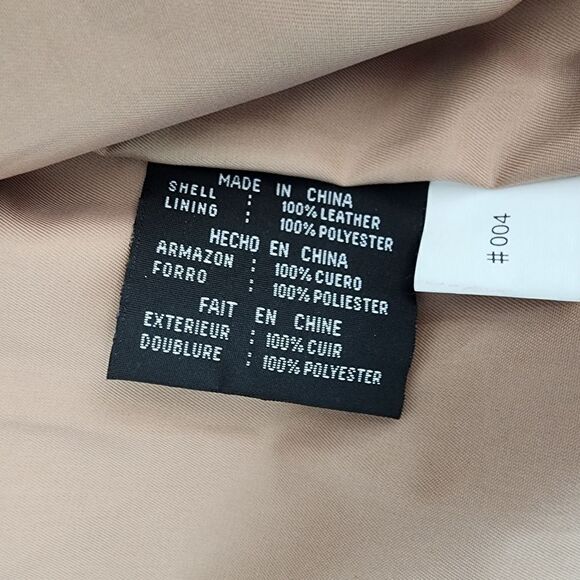 MADE IN CHINA
SHELL : 100% LEATHER
LINING : 100% POLYESTER
HECHO EN CHINA
ARMAZON : 100% CUERO
FORRO : 100% POLIESTER
FAIT EN CHINE
EXTERIEUR : 100% CUIR
DOUBLURE : 100% POLYESTER
# 004